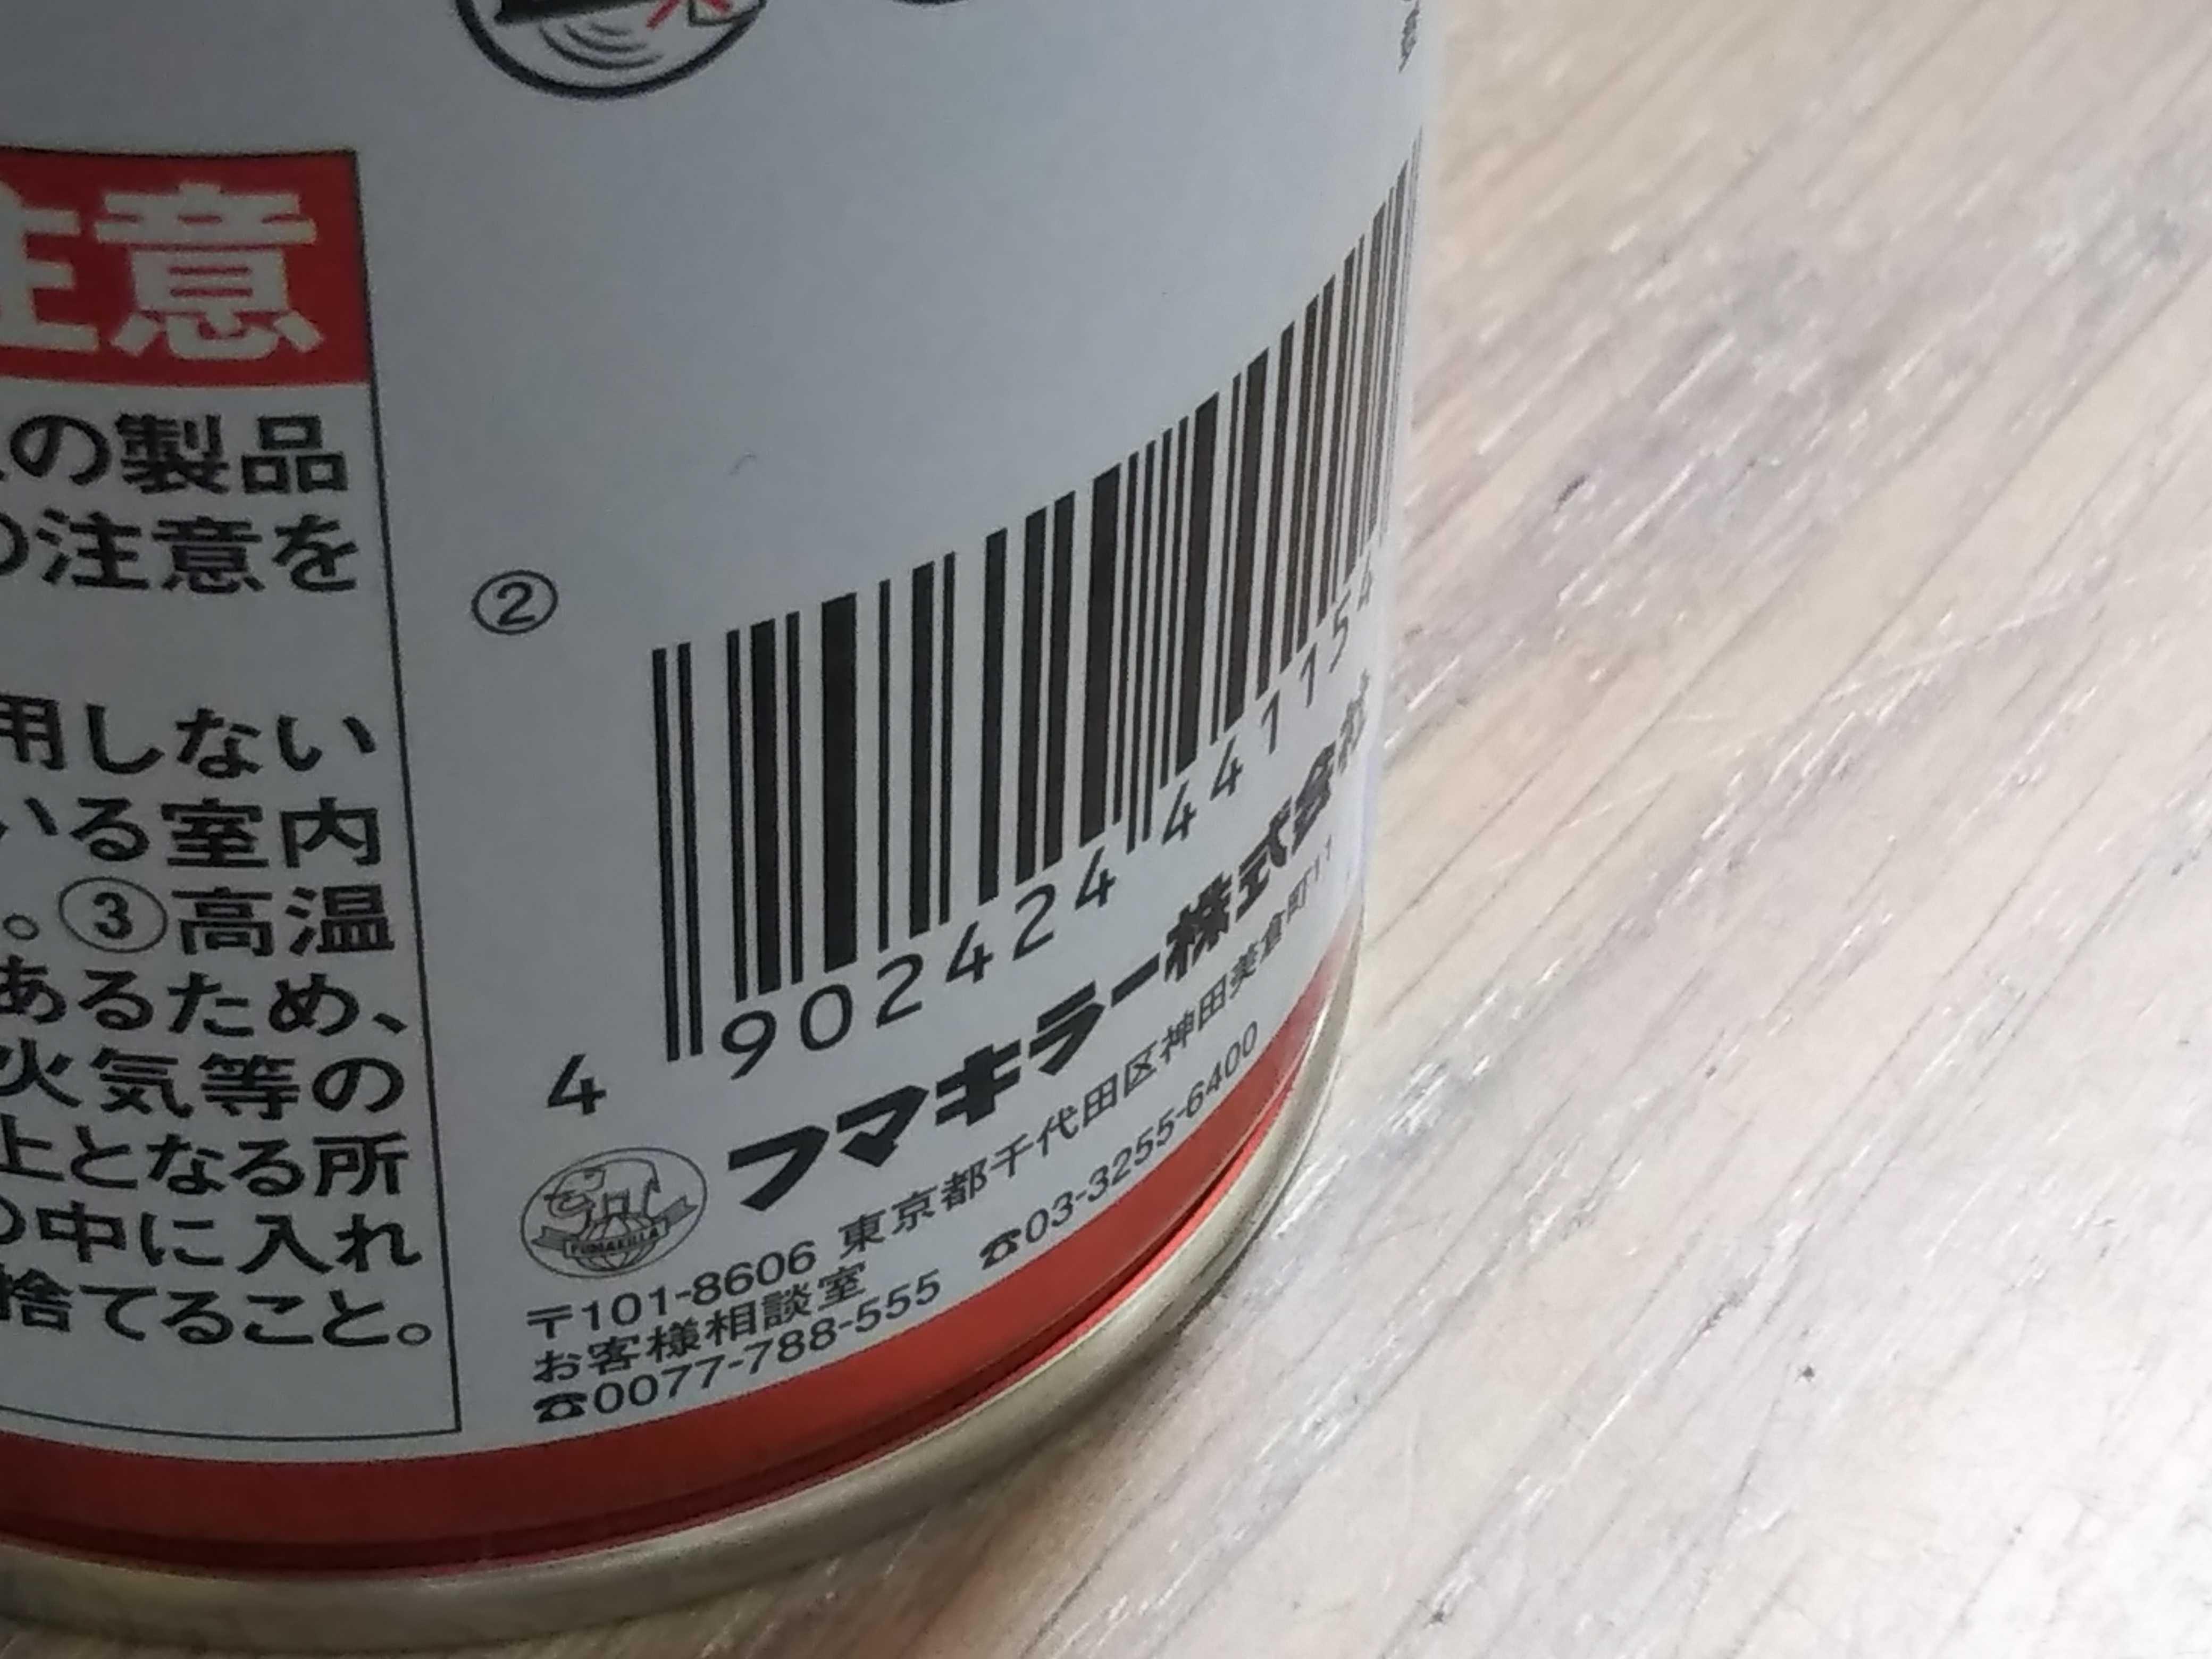 注意
の製品
の注意を
用しない
いる室内
。③高温
あるため、
火気等の
止となる所
の中に入れ
捨てること。
②
4 902424 441154
フマキラー株式会社
FUMAKILLA
〒101-8606 東京都千代田区神田美倉町11
お客様相談室
☎0077-788-555 ☎03-3255-6400